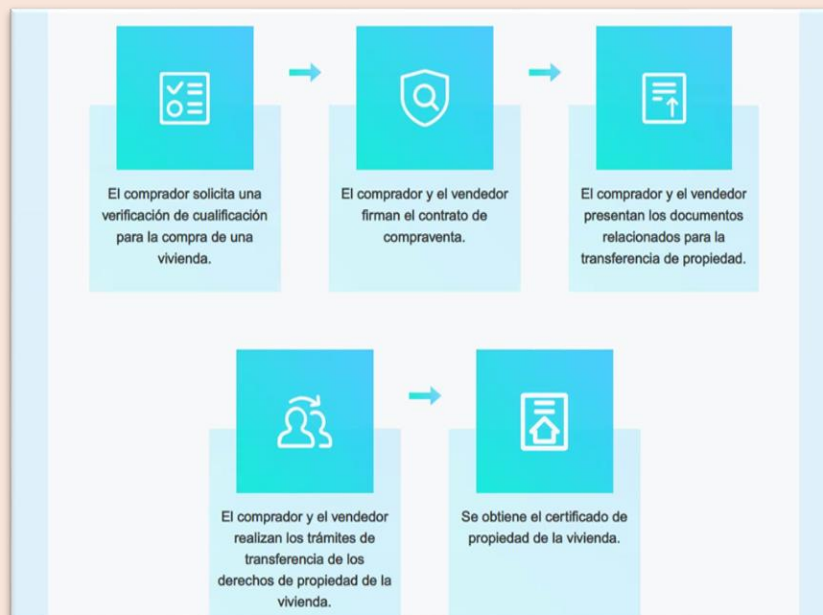 El comprador solicita una
verificación de cualificación
para la compra de una
vivienda.
El comprador y el vendedor
firman el contrato de
compraventa.
El comprador y el vendedor
presentan los documentos
relacionados para la
transferencia de propiedad.
El comprador y el vendedor
realizan los trámites de
transferencia de los
derechos de propiedad de la
vivienda.
Se obtiene el certificado de
propiedad de la vivienda.